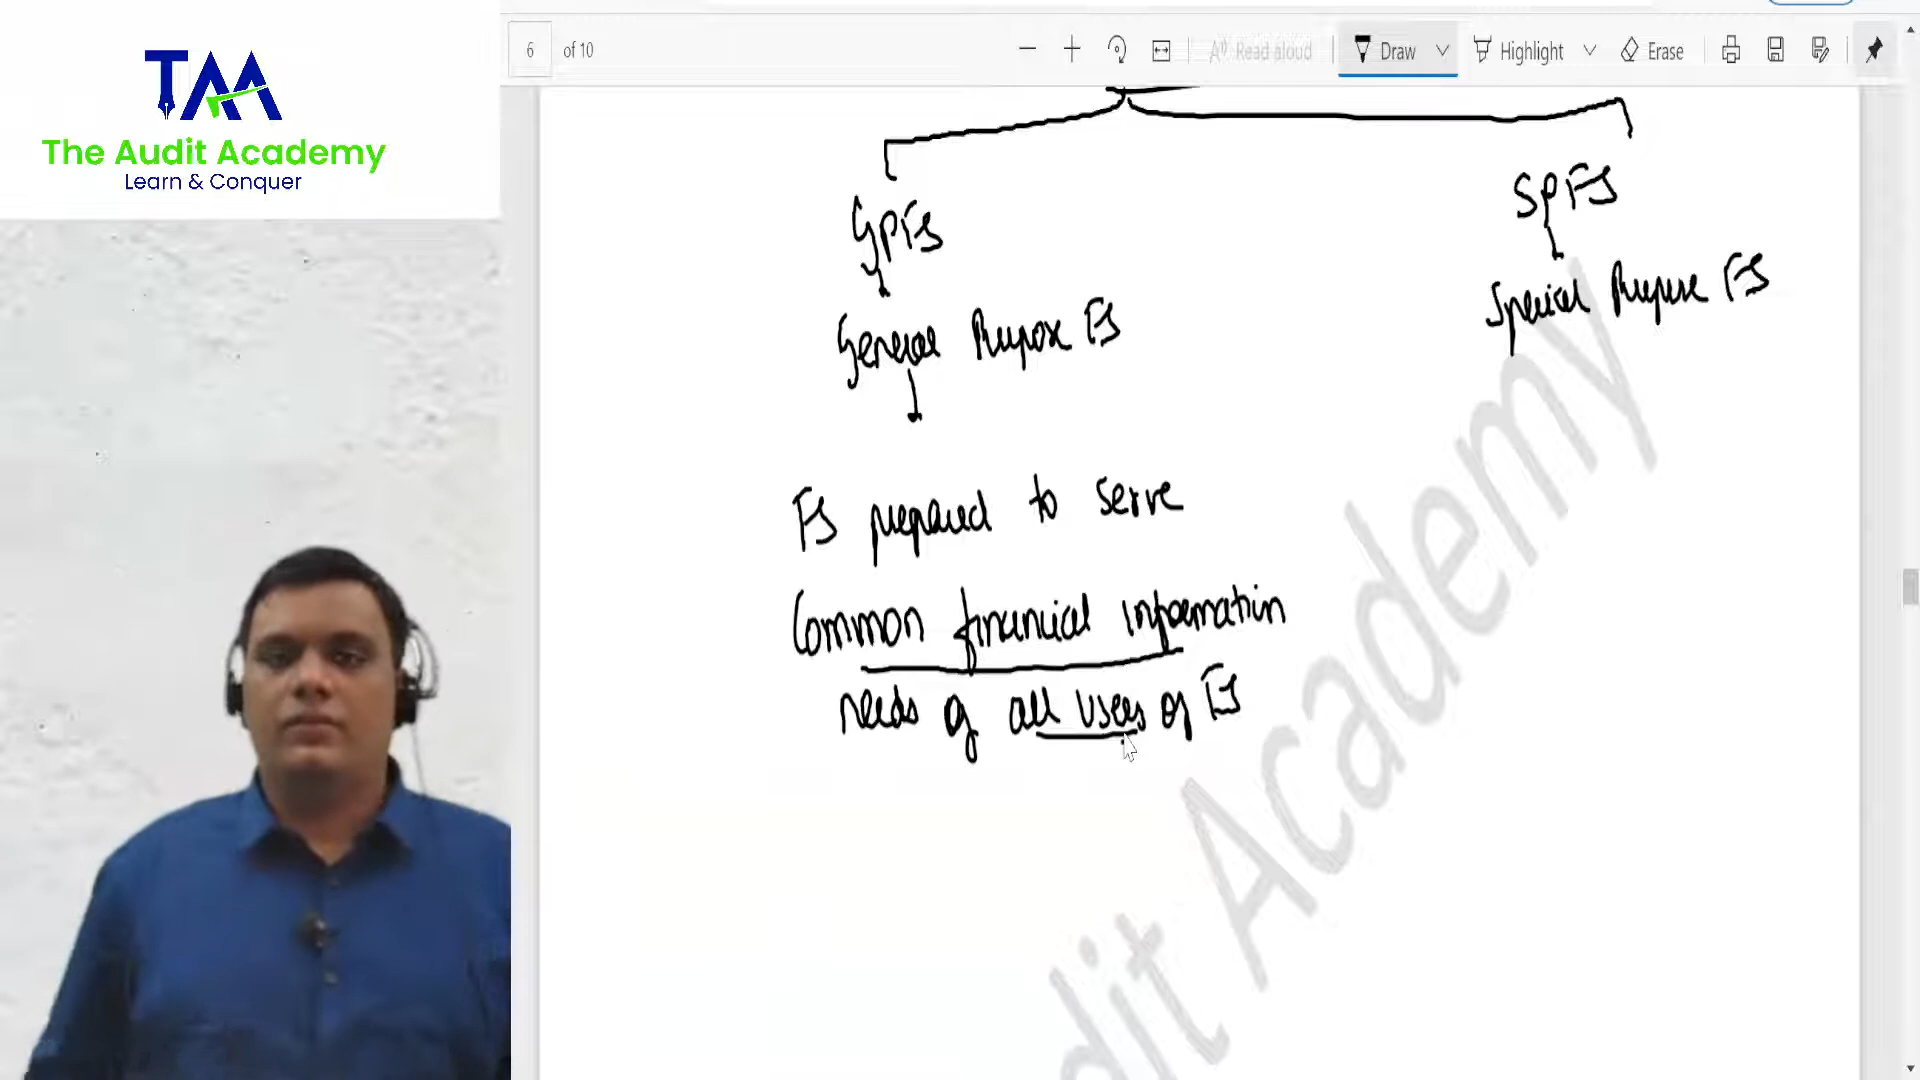 6 of 10
Read aloud
Draw
Highlight
Erase
TAA
The Audit Academy
Learn & Conquer
GPFS
SPFS
General Purpose FS
Special Purpose FS
FS prepared to serve
Common financial information
needs of all users of FS
dit Academy